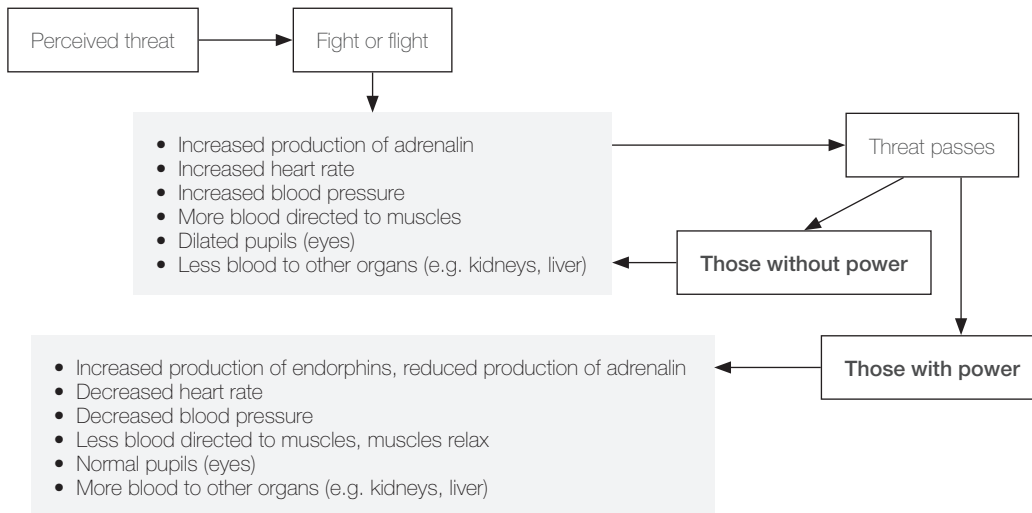 Perceived threat
Fight or flight
• Increased production of adrenalin
• Increased heart rate
• Increased blood pressure
• More blood directed to muscles
• Dilated pupils (eyes)
• Less blood to other organs (e.g. kidneys, liver)
Threat passes
Those without power
Those with power
• Increased production of endorphins, reduced production of adrenalin
• Decreased heart rate
• Decreased blood pressure
• Less blood directed to muscles, muscles relax
• Normal pupils (eyes)
• More blood to other organs (e.g. kidneys, liver)